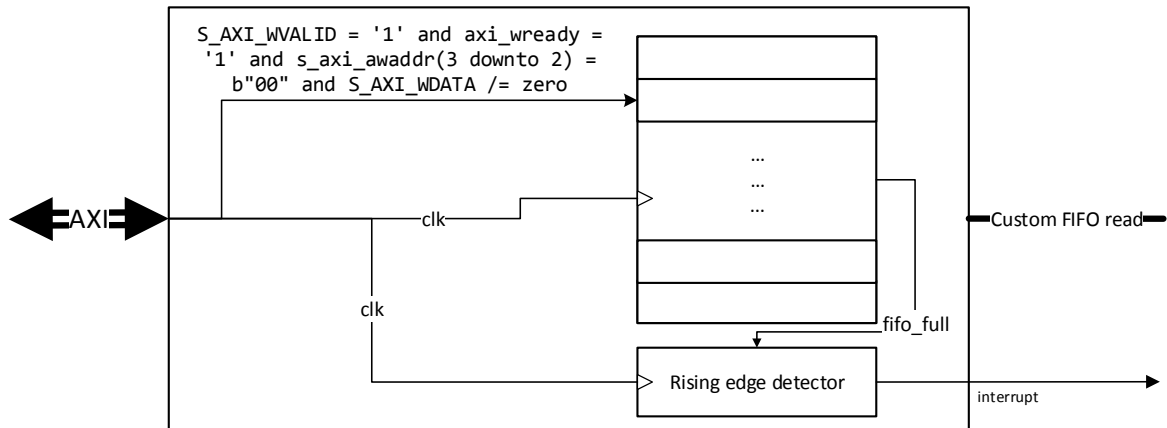 S_AXI_WVALID = '1' and axi_wready =
'1' and s_axi_awaddr(3 downto 2) =
b"00" and S_AXI_WDATA /= zero
...
...
...
AXI
clk
Custom FIFO read
clk
fifo_full
Rising edge detector
interrupt